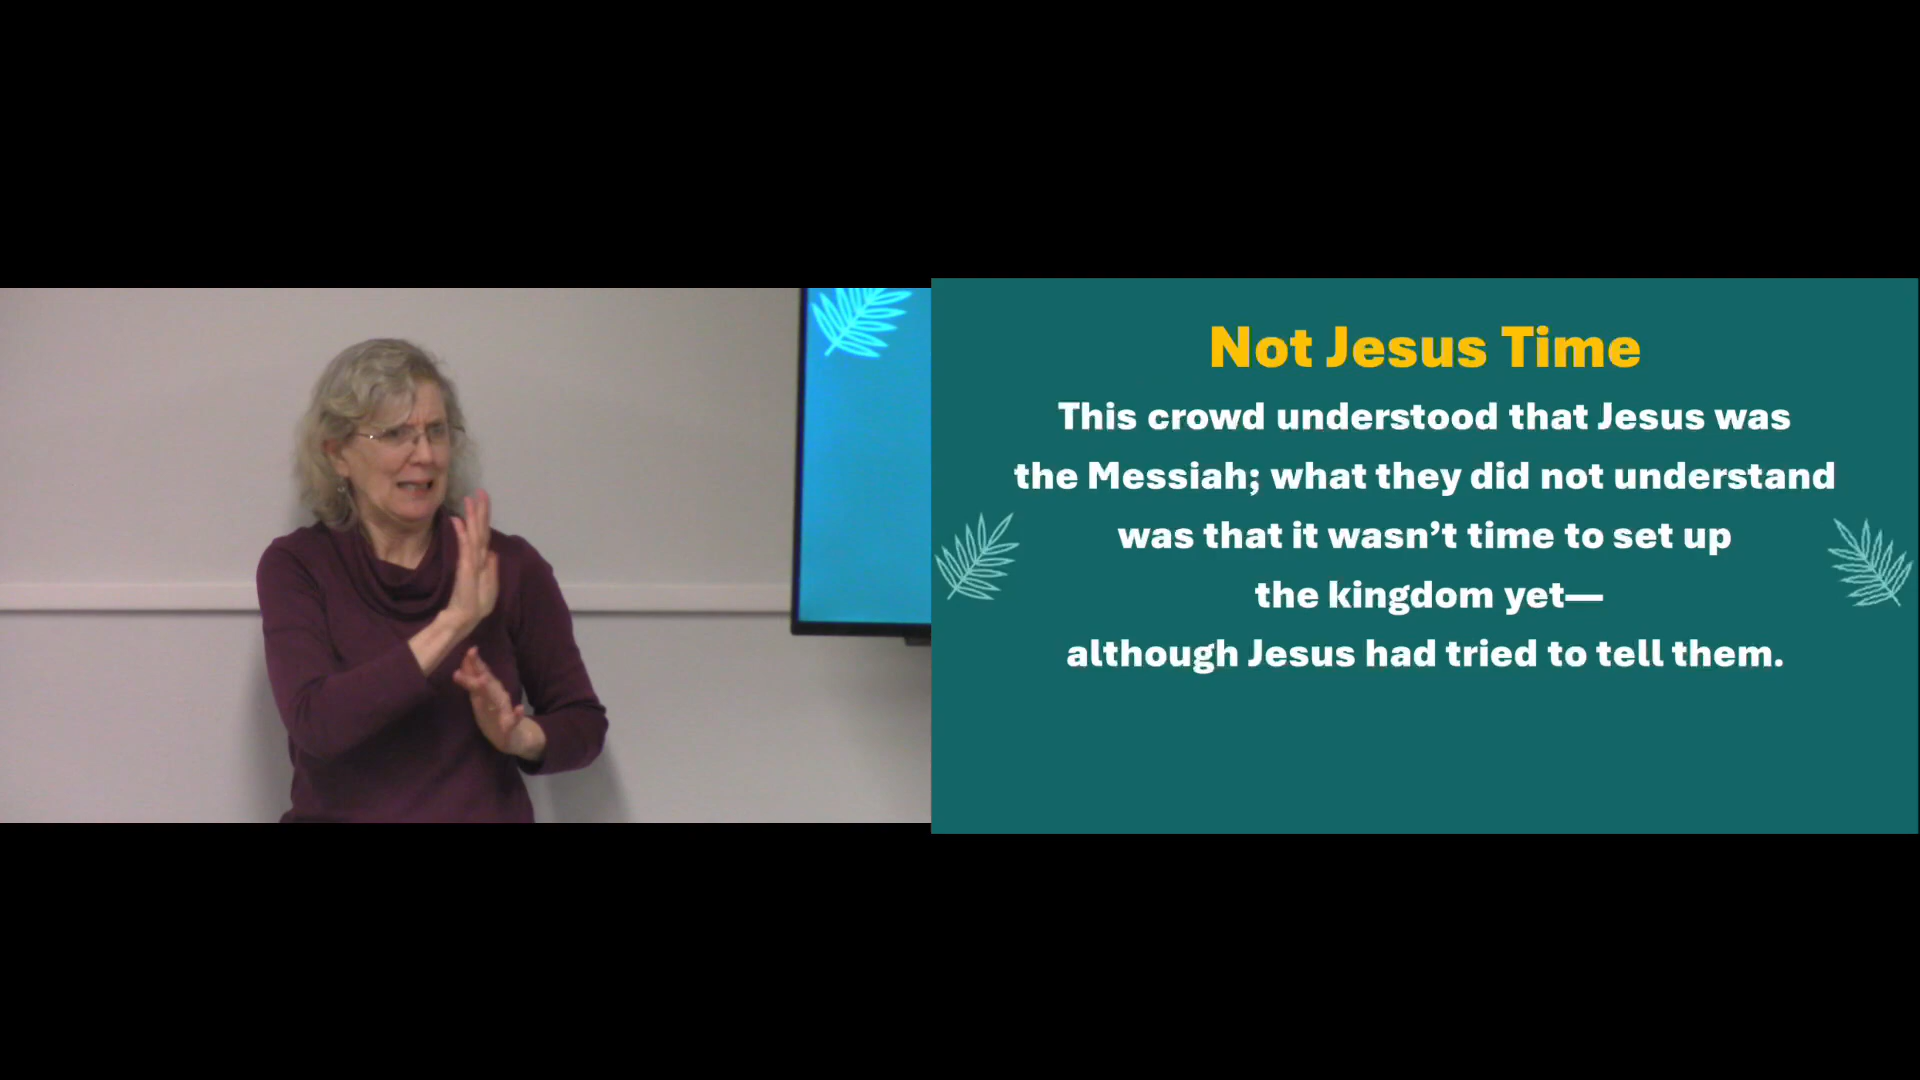 Not Jesus Time
This crowd understood that Jesus was
the Messiah; what they did not understand
was that it wasn’t time to set up
the kingdom yet—
although Jesus had tried to tell them.